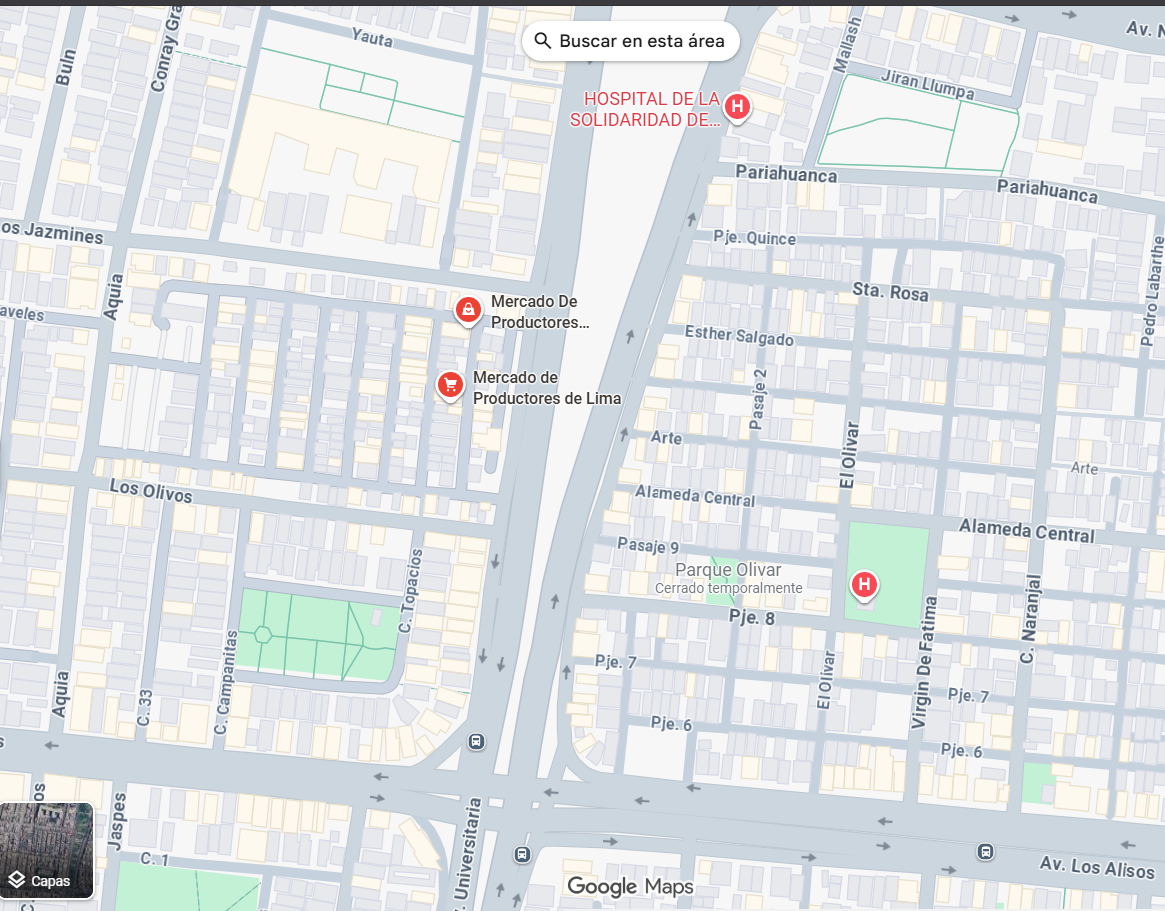 Buscar en esta área
Yauta
Conray Gra
Buln
Mallash
Av. N
Jiran Llumpa
HOSPITAL DE LA
SOLIDARIDAD DE...
Pariahuanca
Pariahuanca
os Jazmines
Pje. Quince
Pedro Labarthe
Aquia
Sta. Rosa
aveles
Mercado De
Productores...
Esther Salgado
Mercado de
Productores de Lima
Pasaje 2
Arte
El Olivar
Arte
Los Olivos
Alameda Central
Alameda Central
Pasaje 9
Parque Olivar
Cerrado temporalmente
C. Topacios
Pje. 8
C. Naranjal
Virgin De Fatima
C. Campanitas
Pje. 7
El Olivar
Pje. 7
Aquia
C. 33
Pje. 6
Pje. 6
s
os
Jaspes
. Universitaria
C. 1
Av. Los Alisos
Capas
Google Maps